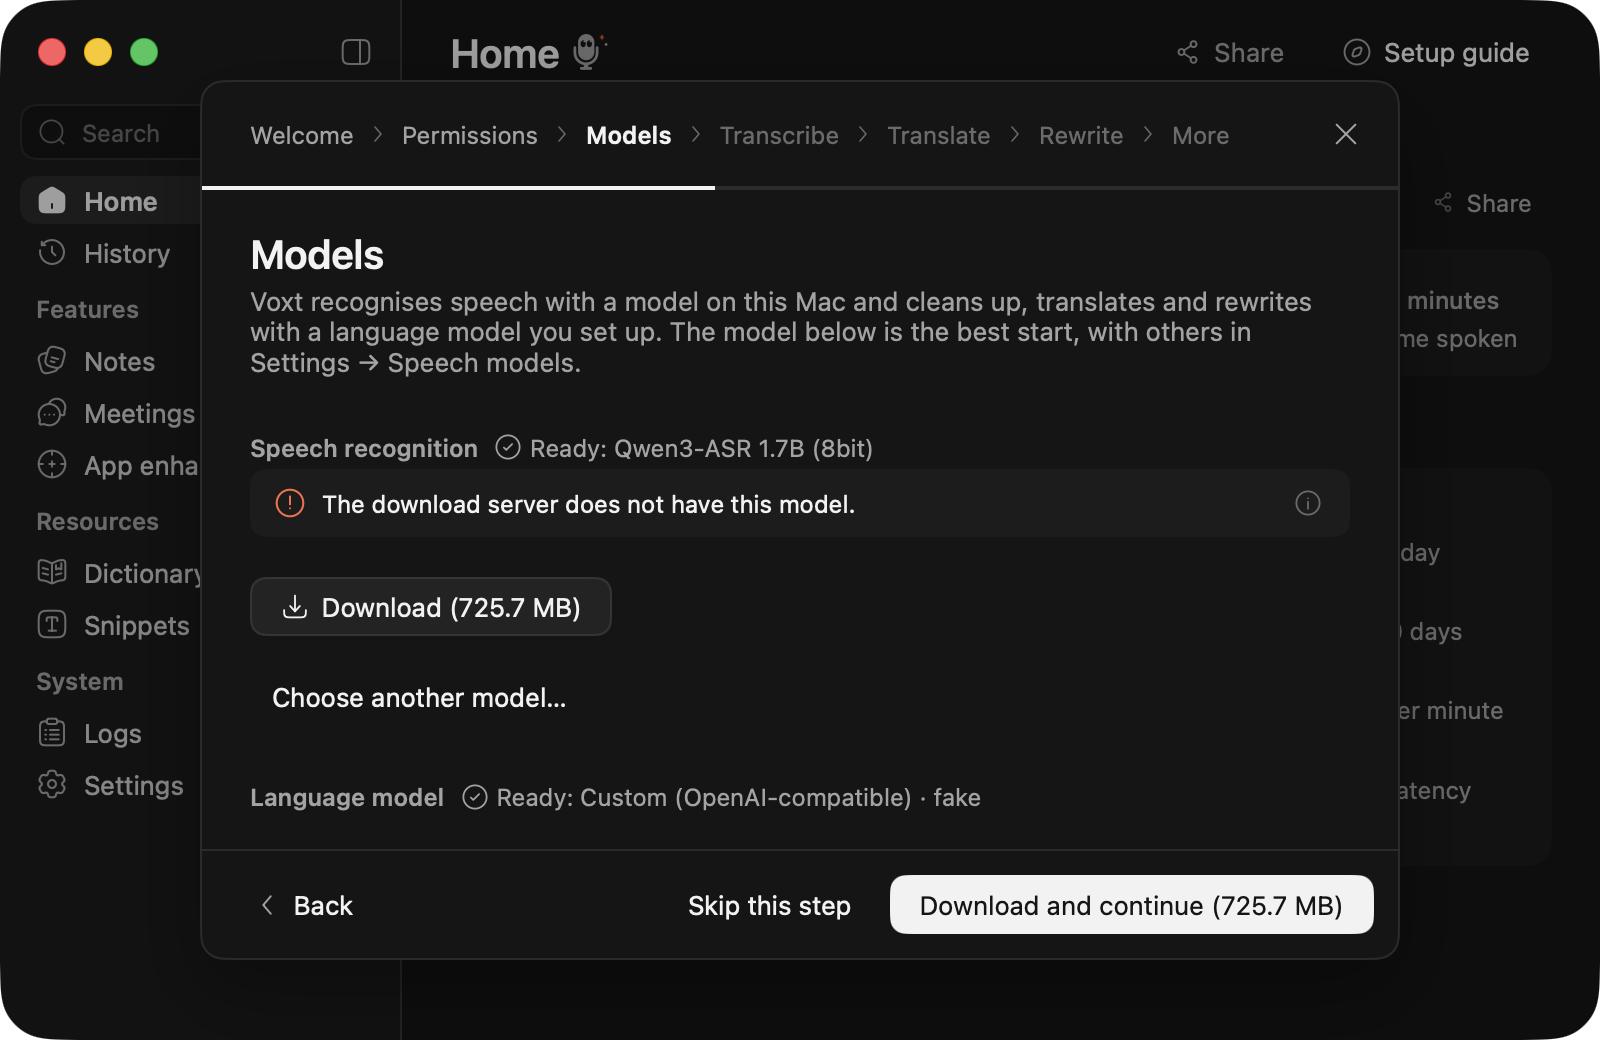 Home
Share
Setup guide
Search
Home
History
Features
Notes
Meetings
App enha
Resources
Dictionary
Snippets
System
Logs
Settings
Welcome
Permissions
Models
Transcribe
Translate
Rewrite
More
Models
Voxt recognises speech with a model on this Mac and cleans up, translates and rewrites
with a language model you set up. The model below is the best start, with others in
Settings → Speech models.
Speech recognition Ready: Qwen3-ASR 1.7B (8bit)
The download server does not have this model.
Download (725.7 MB)
Choose another model...
Language model Ready: Custom (OpenAI-compatible) · fake
Back
Skip this step
Download and continue (725.7 MB)
Share
minutes
me spoken
day
days
er minute
atency